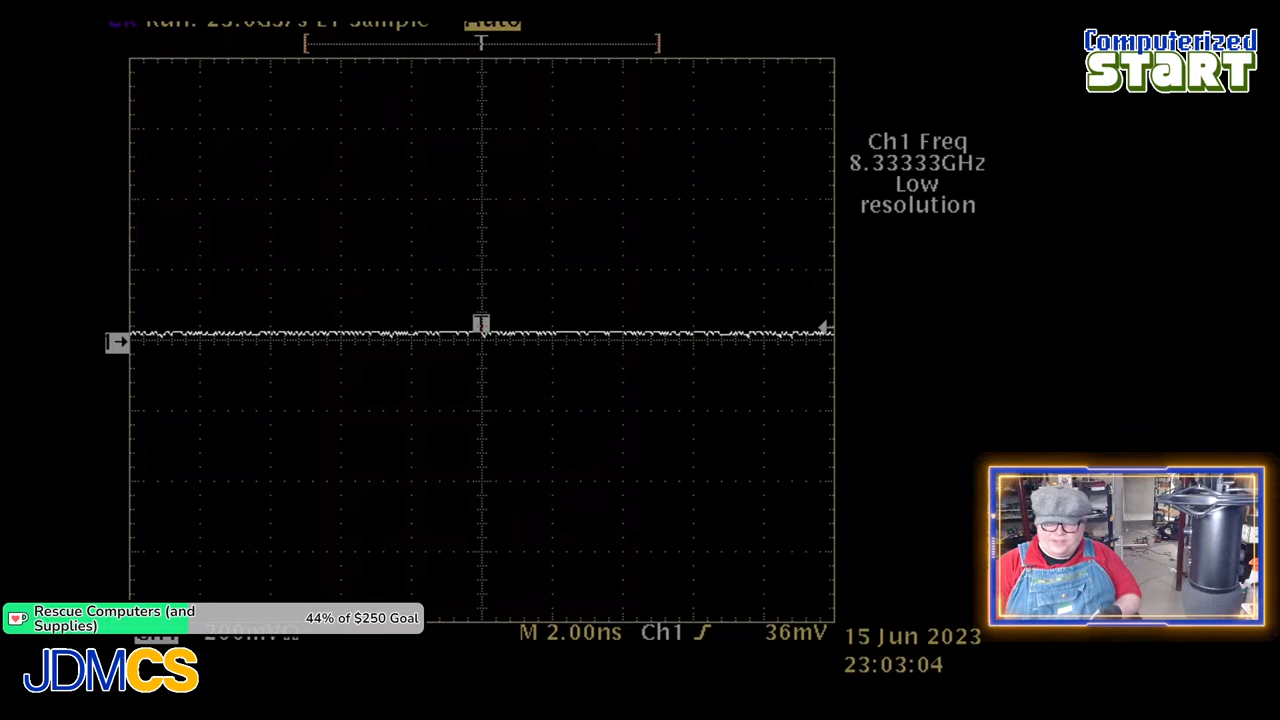 Computerized
START
Ch1 Freq
8.33333GHz
Low
resolution
Rescue Computers (and
Supplies)
44% of $250 Goal
M 2.00ns Ch1
36mV
15 Jun 2023
23:03:04
JDMCS